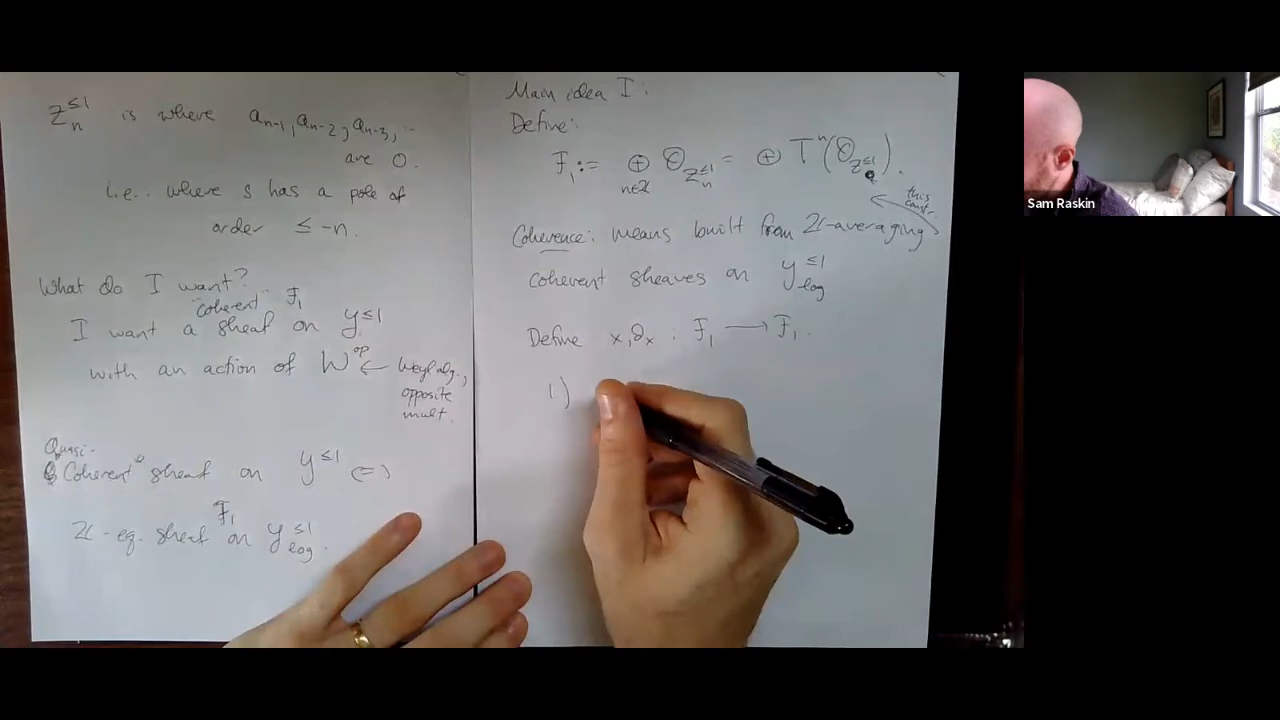 Z_n^{≤1} is where a_{n-1}, a_{n-2}, a_{n-3}, ...
are 0.
i.e. where s has a pole of
order ≤ -n.
What do I want?
"coherent" F_1
I want a sheaf on Y^{≤1}
with an action of W^{op} ← Weyl alg.,
opposite
mult.
Quasi-
Coherent sheaf on Y^{≤1} (=)
Z-eq. sheaf F_1 on Y_{log}^{≤1}.
Main idea I:
Define:
F_1 := ⊕_{n∈Z} O_{Z_n^{≤1}} = ⊕ T^n(O_{Z^{≤1}}).
this
const.
Coherence: means built from Z-averaging
coherent sheaves on Y_{log}^{≤1}
Define x, ∂_x : F_1 → F_1.
1)
Sam Raskin